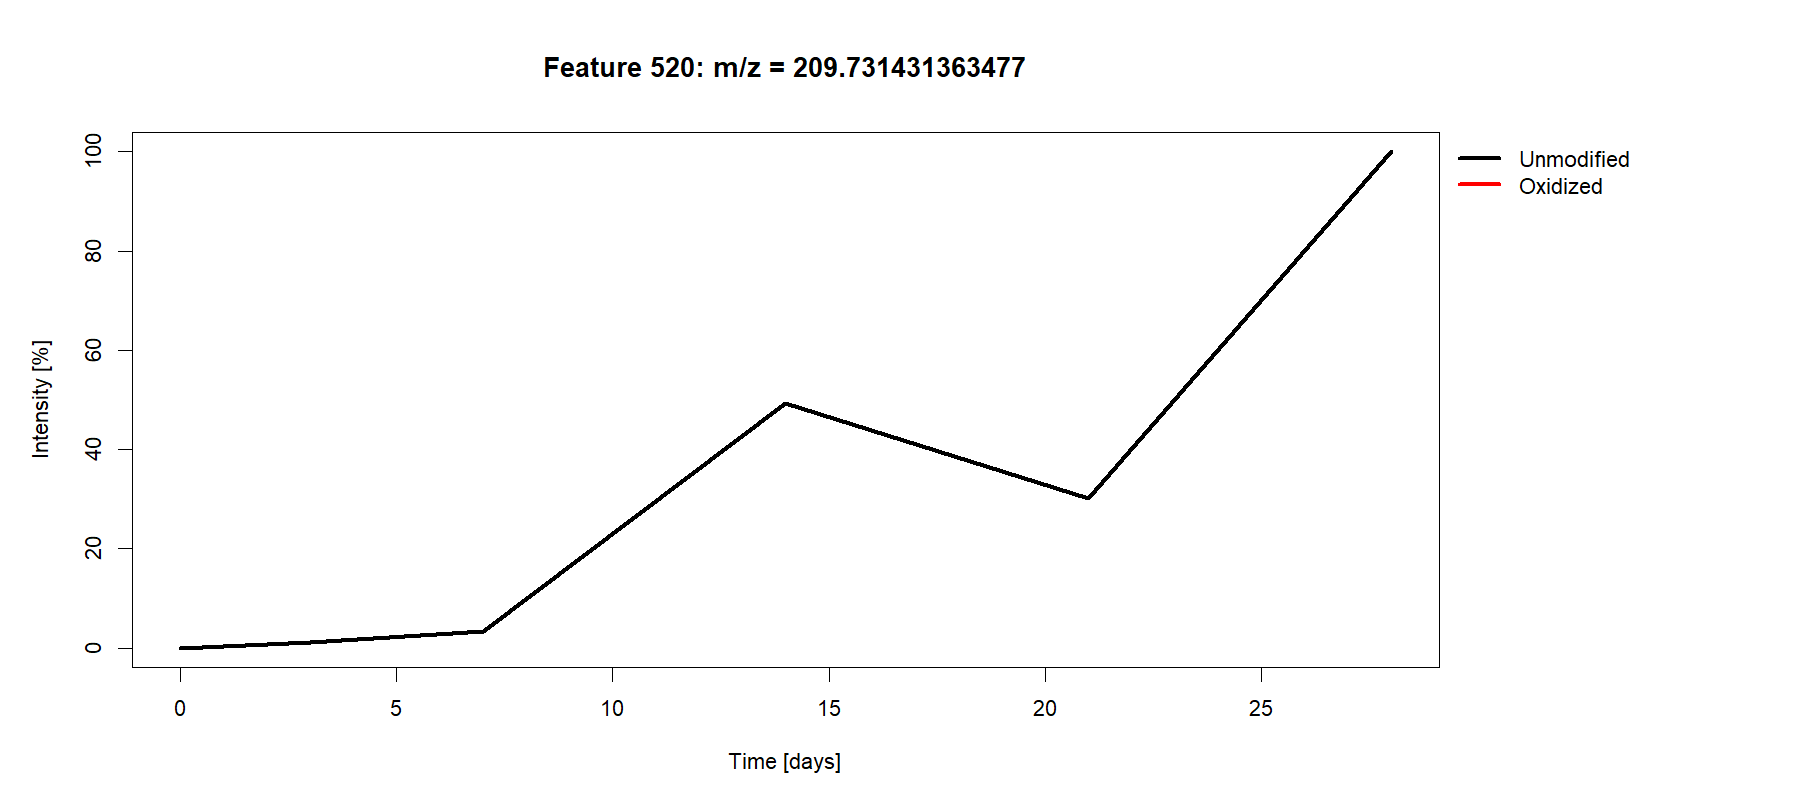 Feature 520: m/z = 209.731431363477
Unmodified
Oxidized
Intensity [%]
100
80
60
40
20
0
0 5 10 15 20 25
Time [days]